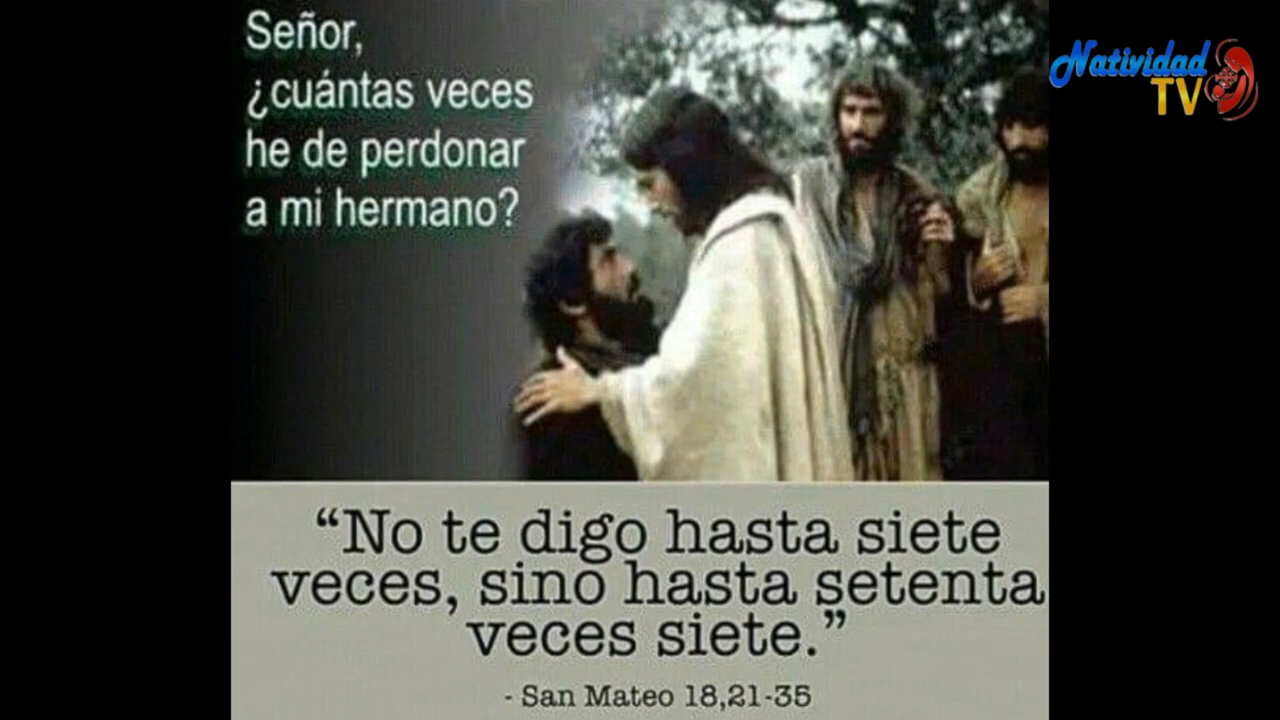 Señor,
¿cuántas veces
he de perdonar
a mi hermano?
Natividad
TV
“No te digo hasta siete
veces, sino hasta setenta
veces siete.”
- San Mateo 18,21-35